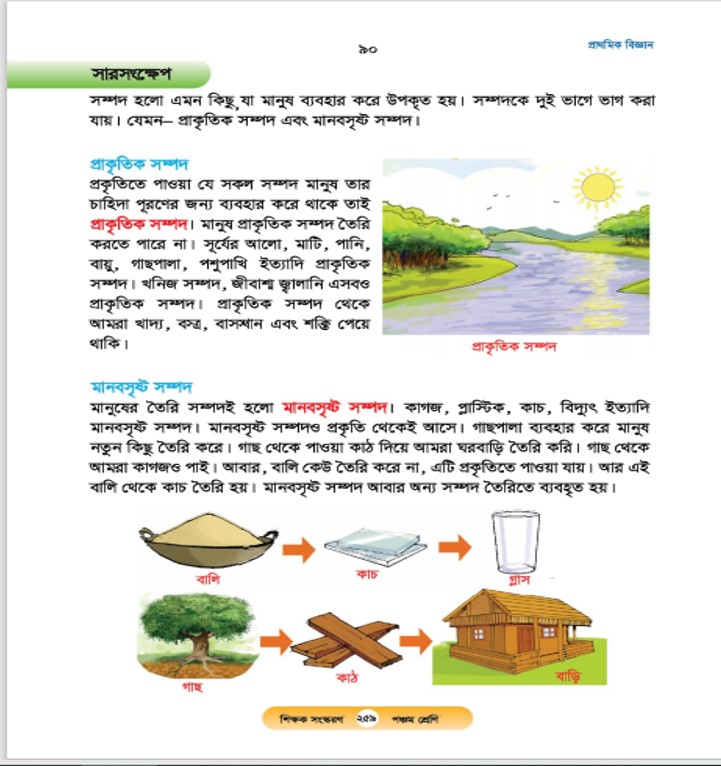 ৯০
প্রাথমিক বিজ্ঞান
সারসংক্ষেপ
সম্পদ হলো এমন কিছু যা মানুষ ব্যবহার করে উপকৃত হয়। সম্পদকে দুই ভাগে ভাগ করা
যায়। যেমন– প্রাকৃতিক সম্পদ এবং মানবসৃষ্ট সম্পদ।
প্রাকৃতিক সম্পদ
প্রকৃতিতে পাওয়া যে সকল সম্পদ মানুষ তার
চাহিদা পূরণের জন্য ব্যবহার করে থাকে তাই
প্রাকৃতিক সম্পদ। মানুষ প্রাকৃতিক সম্পদ তৈরি
করতে পারে না। সূর্যের আলো, মাটি, পানি,
বায়ু, গাছপালা, পশুপাখি ইত্যাদি প্রাকৃতিক
সম্পদ। খনিজ সম্পদ, জীবাশ্ম জ্বালানি এসবও
প্রাকৃতিক সম্পদ। প্রাকৃতিক সম্পদ থেকে
আমরা খাদ্য, বস্ত্র, বাসস্থান এবং শক্তি পেয়ে
থাকি।
প্রাকৃতিক সম্পদ
মানবসৃষ্ট সম্পদ
মানুষের তৈরি সম্পদই হলো মানবসৃষ্ট সম্পদ। কাগজ, প্লাস্টিক, কাচ, বিদ্যুৎ ইত্যাদি
মানবসৃষ্ট সম্পদ। মানবসৃষ্ট সম্পদও প্রকৃতি থেকেই আসে। গাছপালা ব্যবহার করে মানুষ
নতুন কিছু তৈরি করে। গাছ থেকে পাওয়া কাঠ দিয়ে আমরা ঘরবাড়ি তৈরি করি। গাছ থেকে
আমরা কাগজও পাই। আবার, বালি কেউ তৈরি করে না, এটি প্রকৃতিতে পাওয়া যায়। আর এই
বালি থেকে কাচ তৈরি হয়। মানবসৃষ্ট সম্পদ আবার অন্য সম্পদ তৈরিতে ব্যবহৃত হয়।
বালি
কাচ
গ্লাস
গাছ
কাঠ
বাড়ি
শিক্ষক সংস্করণ ২৫৯ পঞ্চম শ্রেণি